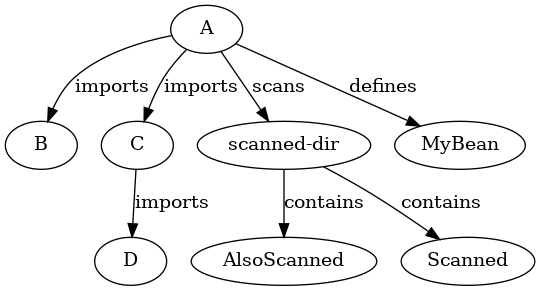 A
imports imports scans defines
B C scanned-dir MyBean
imports contains contains
D AlsoScanned Scanned